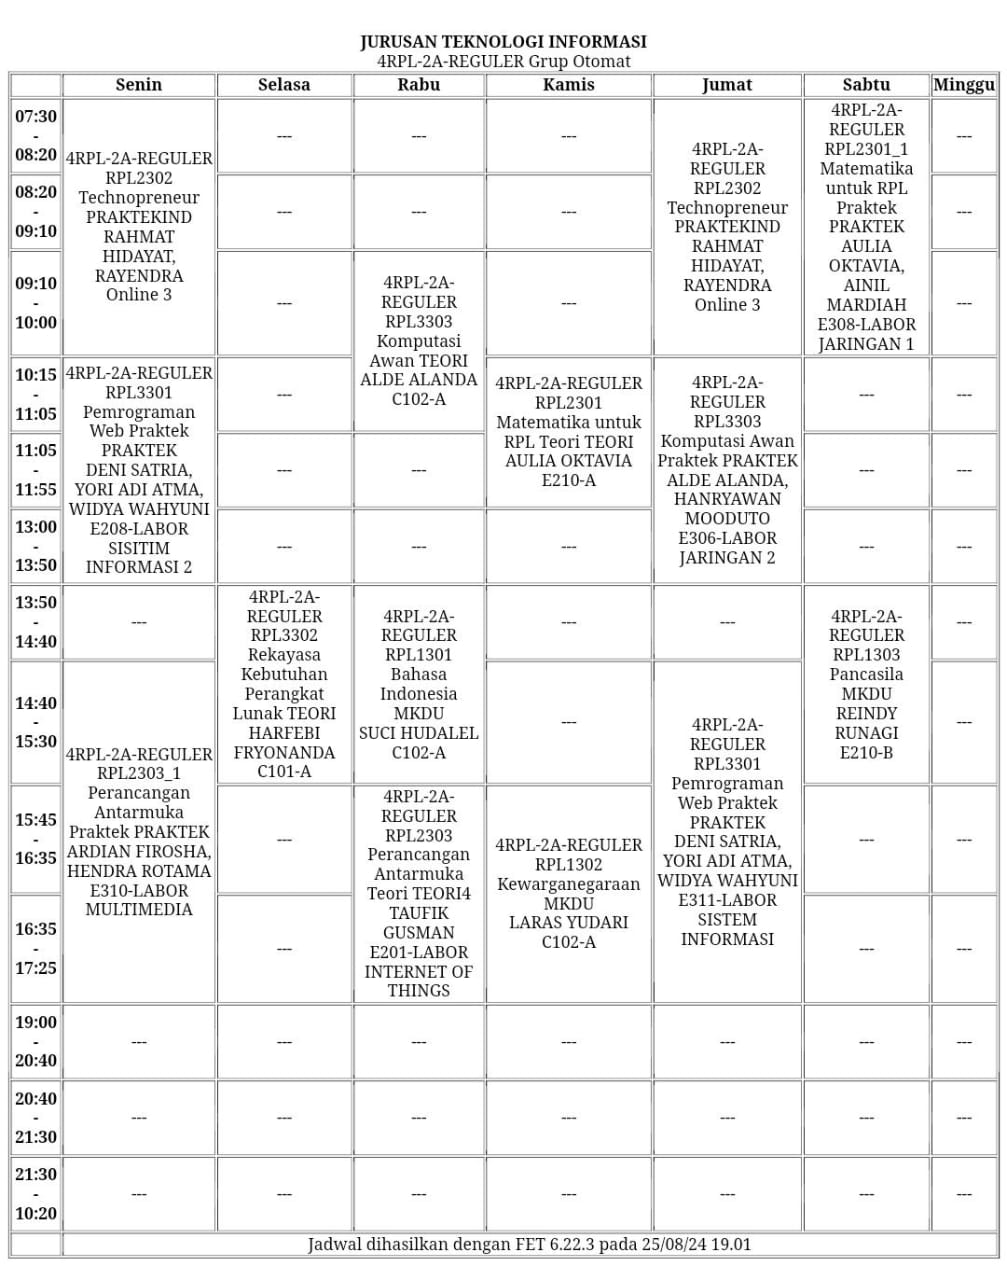 JURUSAN TEKNOLOGI INFORMASI
4RPL-2A-REGULER Grup Otomat
Senin Selasa Rabu Kamis Jumat Sabtu Minggu
07:30
-
08:20
4RPL-2A-REGULER
RPL2302
Technopreneur
PRAKTEKIND
RAHMAT
HIDAYAT,
RAYENDRA
Online 3
---
---
---
4RPL-2A-
REGULER
RPL2302
Technopreneur
PRAKTEKIND
RAHMAT
HIDAYAT,
RAYENDRA
Online 3
4RPL-2A-
REGULER
RPL2301_1
Matematika
untuk RPL
Praktek
PRAKTEK
AULIA
OKTAVIA,
AINIL
MARDIAH
E308-LABOR
JARINGAN 1
---
08:20
-
09:10
---
---
---
---
09:10
-
10:00
---
4RPL-2A-
REGULER
RPL3303
Komputasi
Awan TEORI
ALDE ALANDA
C102-A
---
---
10:15
-
11:05
4RPL-2A-REGULER
RPL3301
Pemrograman
Web Praktek
PRAKTEK
DENI SATRIA,
YORI ADI ATMA,
WIDYA WAHYUNI
E208-LABOR
SISITIM
INFORMASI 2
---
4RPL-2A-REGULER
RPL2301
Matematika untuk
RPL Teori TEORI
AULIA OKTAVIA
E210-A
4RPL-2A-
REGULER
RPL3303
Komputasi Awan
Praktek PRAKTEK
ALDE ALANDA,
HANRYAWAN
MOODUTO
E306-LABOR
JARINGAN 2
---
---
11:05
-
11:55
---
---
---
---
13:00
-
13:50
---
---
---
---
---
13:50
-
14:40
---
4RPL-2A-
REGULER
RPL3302
Rekayasa
Kebutuhan
Perangkat
Lunak TEORI
HARFEBI
FRYONANDA
C101-A
4RPL-2A-
REGULER
RPL1301
Bahasa
Indonesia
MKDU
SUCI HUDALEL
C102-A
---
---
4RPL-2A-
REGULER
RPL1303
Pancasila
MKDU
REINDY
RUNAGI
E210-B
---
14:40
-
15:30
4RPL-2A-REGULER
RPL2303_1
Perancangan
Antarmuka
Praktek PRAKTEK
ARDIAN FIROSHA,
HENDRA ROTAMA
E310-LABOR
MULTIMEDIA
---
4RPL-2A-
REGULER
RPL3301
Pemrograman
Web Praktek
PRAKTEK
DENI SATRIA,
YORI ADI ATMA,
WIDYA WAHYUNI
E311-LABOR
SISTEM
INFORMASI
---
15:45
-
16:35
---
4RPL-2A-
REGULER
RPL2303
Perancangan
Antarmuka
Teori TEORI4
TAUFIK
GUSMAN
E201-LABOR
INTERNET OF
THINGS
4RPL-2A-REGULER
RPL1302
Kewarganegaraan
MKDU
LARAS YUDARI
C102-A
---
---
16:35
-
17:25
---
---
---
19:00
-
20:40
---
---
---
---
---
---
---
20:40
-
21:30
---
---
---
---
---
---
---
21:30
-
10:20
---
---
---
---
---
---
---
Jadwal dihasilkan dengan FET 6.22.3 pada 25/08/24 19.01